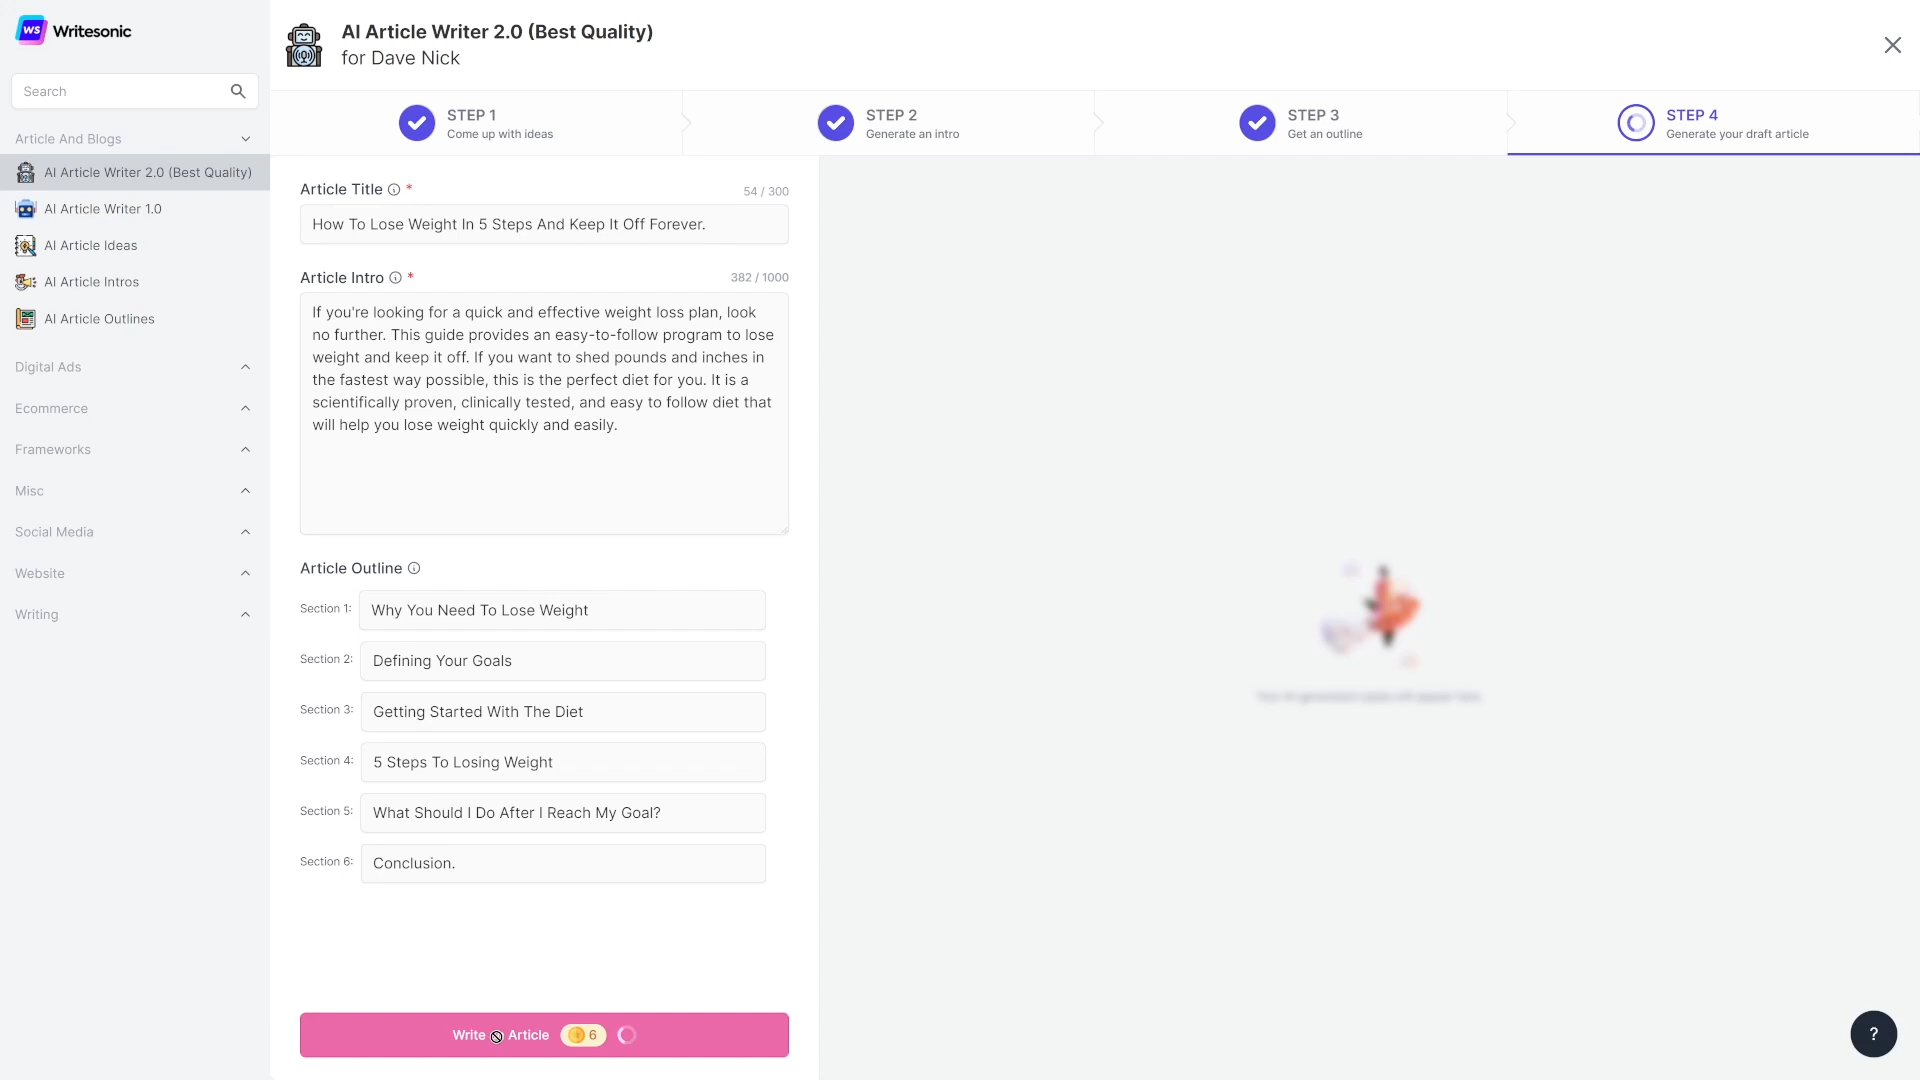 WS Writesonic
AI Article Writer 2.0 (Best Quality)
for Dave Nick
Search
Article And Blogs
AI Article Writer 2.0 (Best Quality)
AI Article Writer 1.0
AI Article Ideas
AI Article Intros
AI Article Outlines
Digital Ads
Ecommerce
Frameworks
Misc
Social Media
Website
Writing
STEP 1
Come up with ideas
STEP 2
Generate an intro
STEP 3
Get an outline
STEP 4
Generate your draft article
Article Title * 54 / 300
How To Lose Weight In 5 Steps And Keep It Off Forever.
Article Intro * 382 / 1000
If you're looking for a quick and effective weight loss plan, look
no further. This guide provides an easy-to-follow program to lose
weight and keep it off. If you want to shed pounds and inches in
the fastest way possible, this is the perfect diet for you. It is a
scientifically proven, clinically tested, and easy to follow diet that
will help you lose weight quickly and easily.
Article Outline
Section 1: Why You Need To Lose Weight
Section 2: Defining Your Goals
Section 3: Getting Started With The Diet
Section 4: 5 Steps To Losing Weight
Section 5: What Should I Do After I Reach My Goal?
Section 6: Conclusion.
Write Article 6
?